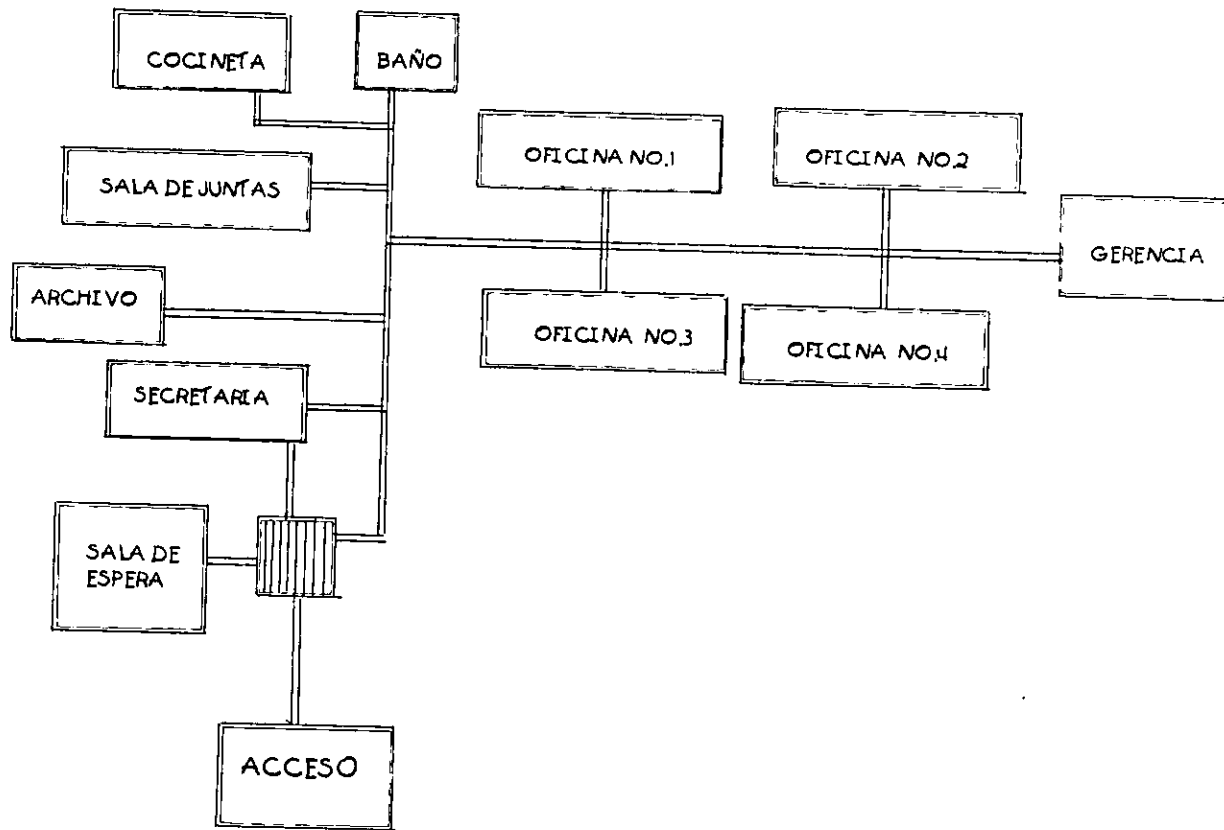 COCINETA
BAÑO
OFICINA NO.1
OFICINA NO.2
SALA DE JUNTAS
GERENCIA
ARCHIVO
OFICINA NO.3
OFICINA NO.4
SECRETARIA
SALA DE
ESPERA
ACCESO